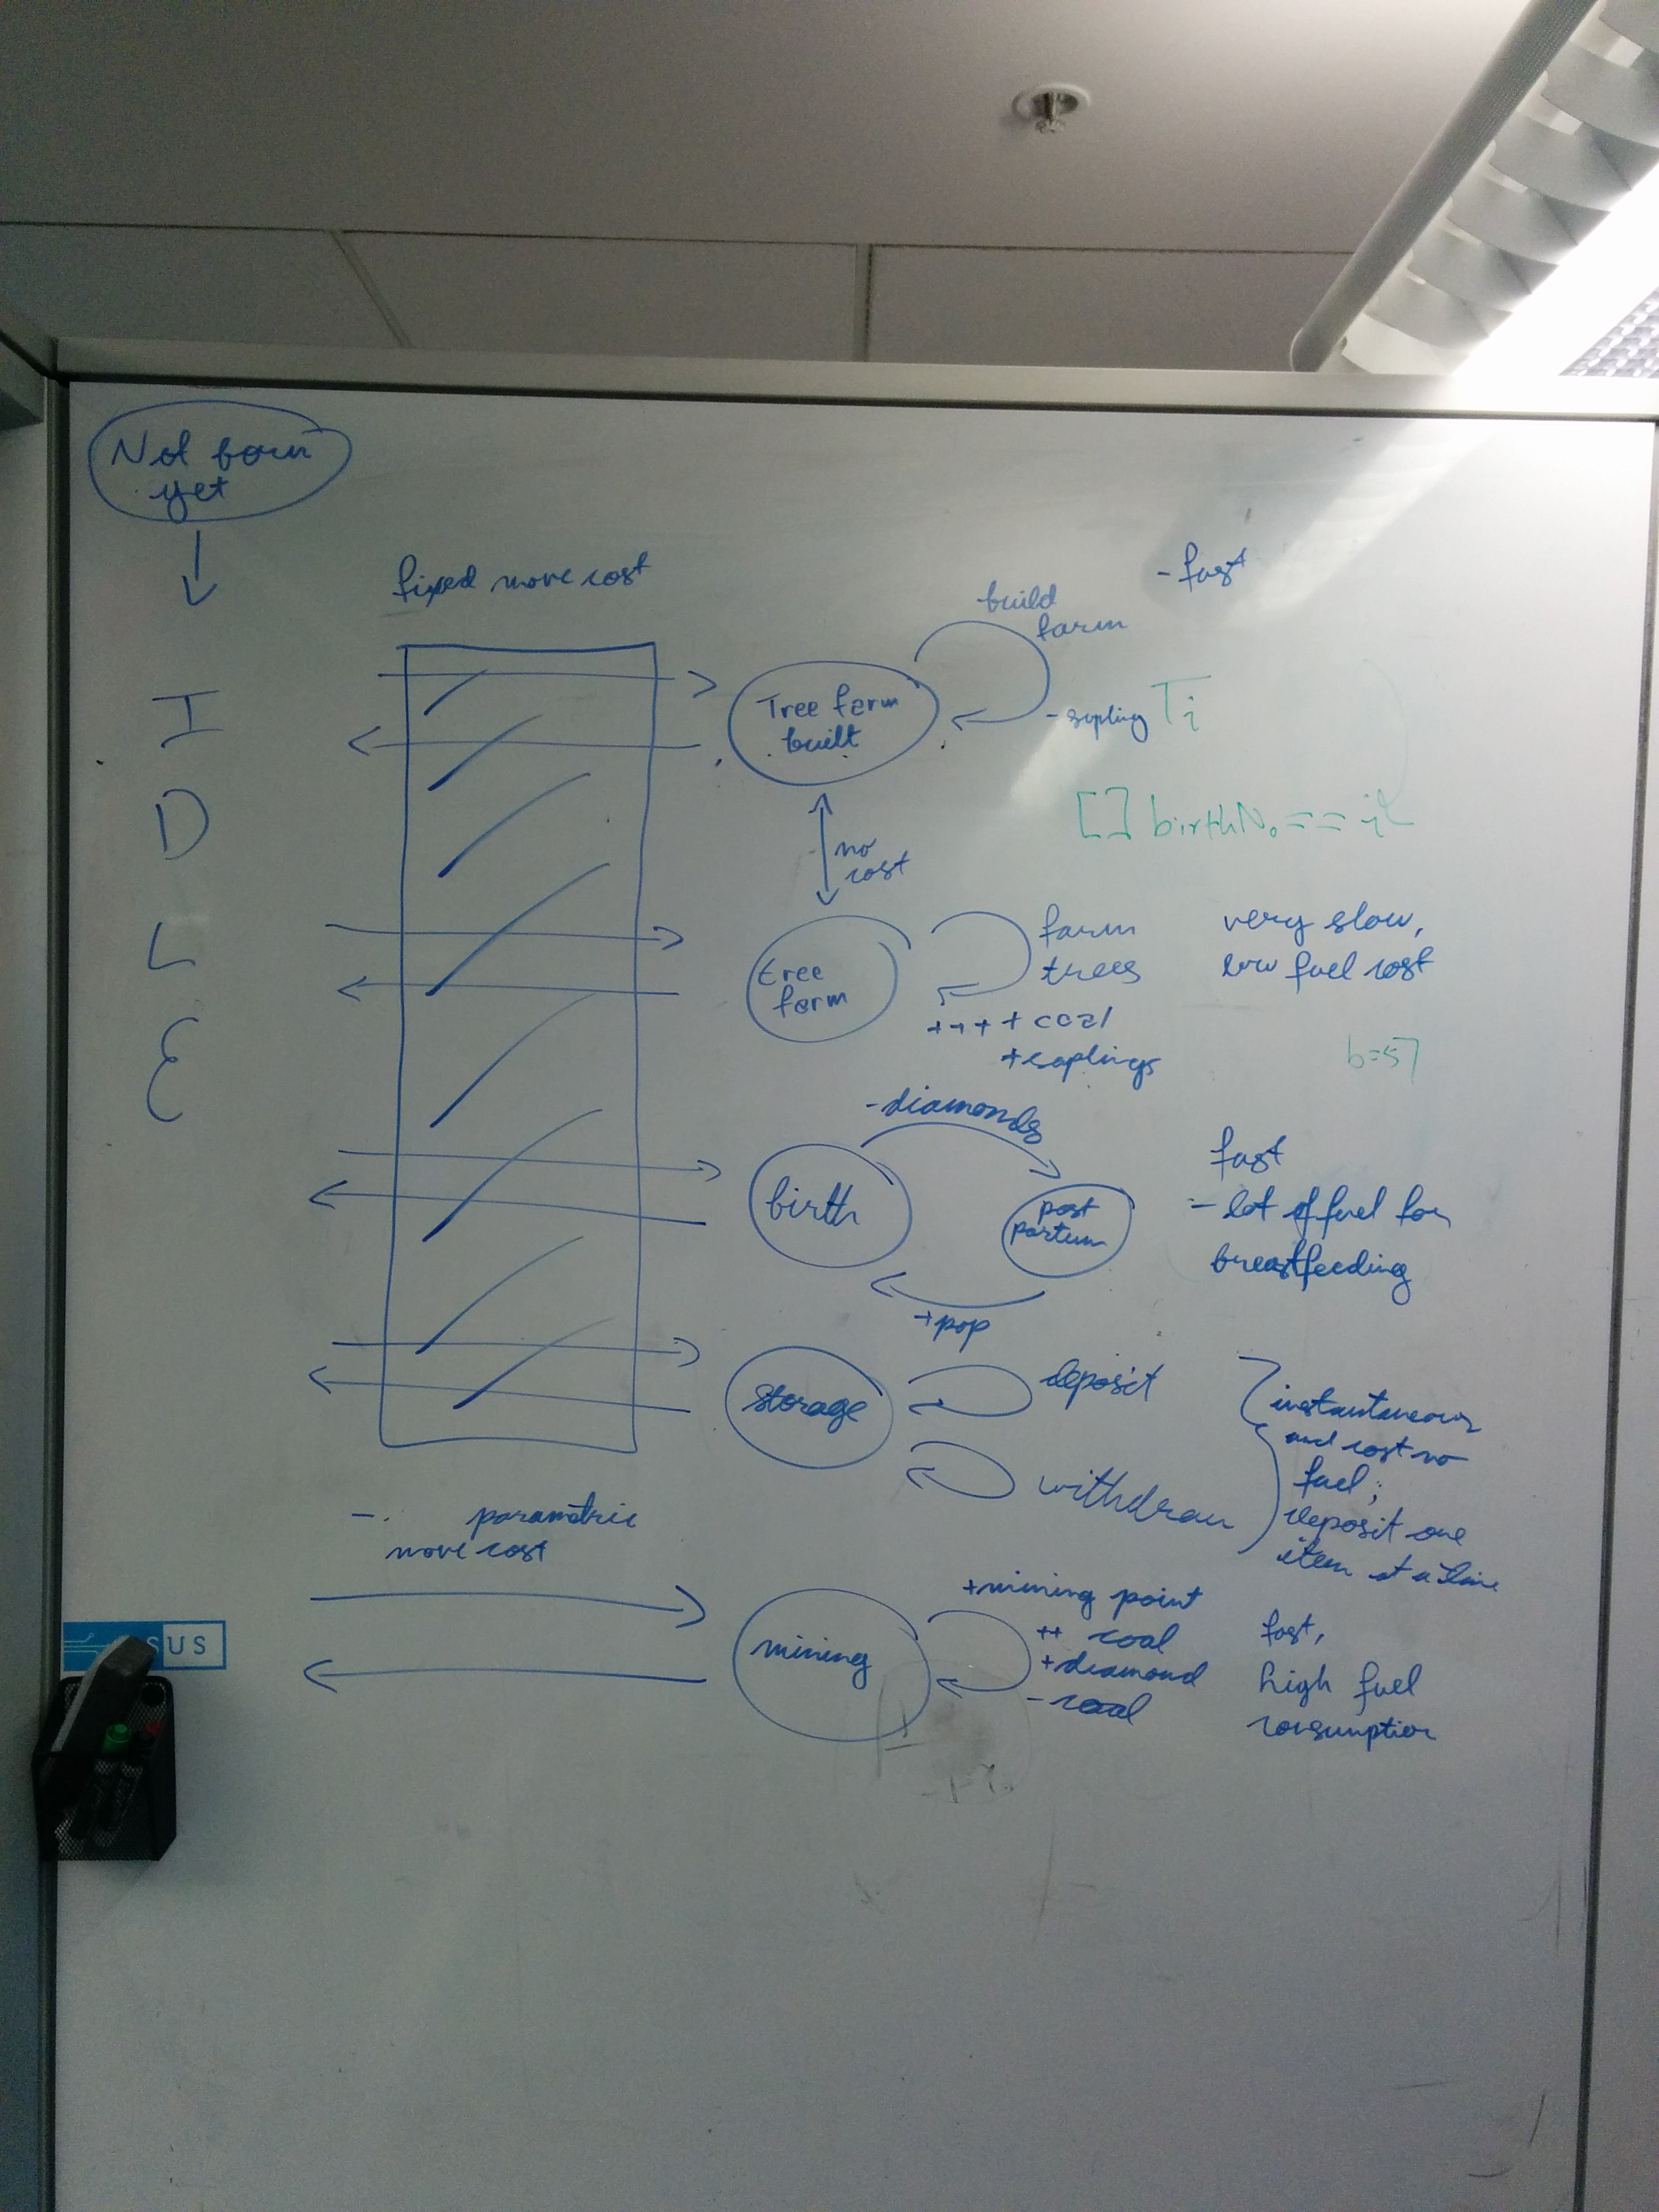 Not born
yet
fixed move cost
- fast
build
farm
Tree farm
built
- sapling
Ti
I
D
L
E
no
cost
[] birthNo == i
tree
farm
farm
trees
++++ coal
+saplings
very slow,
low fuel cost
b=57
-diamonds
birth
post
partum
+pop
fast
- lot of fuel for
breastfeeding
storage
deposit
withdraw
instantaneous
and cost no
fuel;
deposit one
item at a time
- parametric
move cost
mining
+mining point
++ coal
+diamond
- coal
fast,
high fuel
consumption
SUS